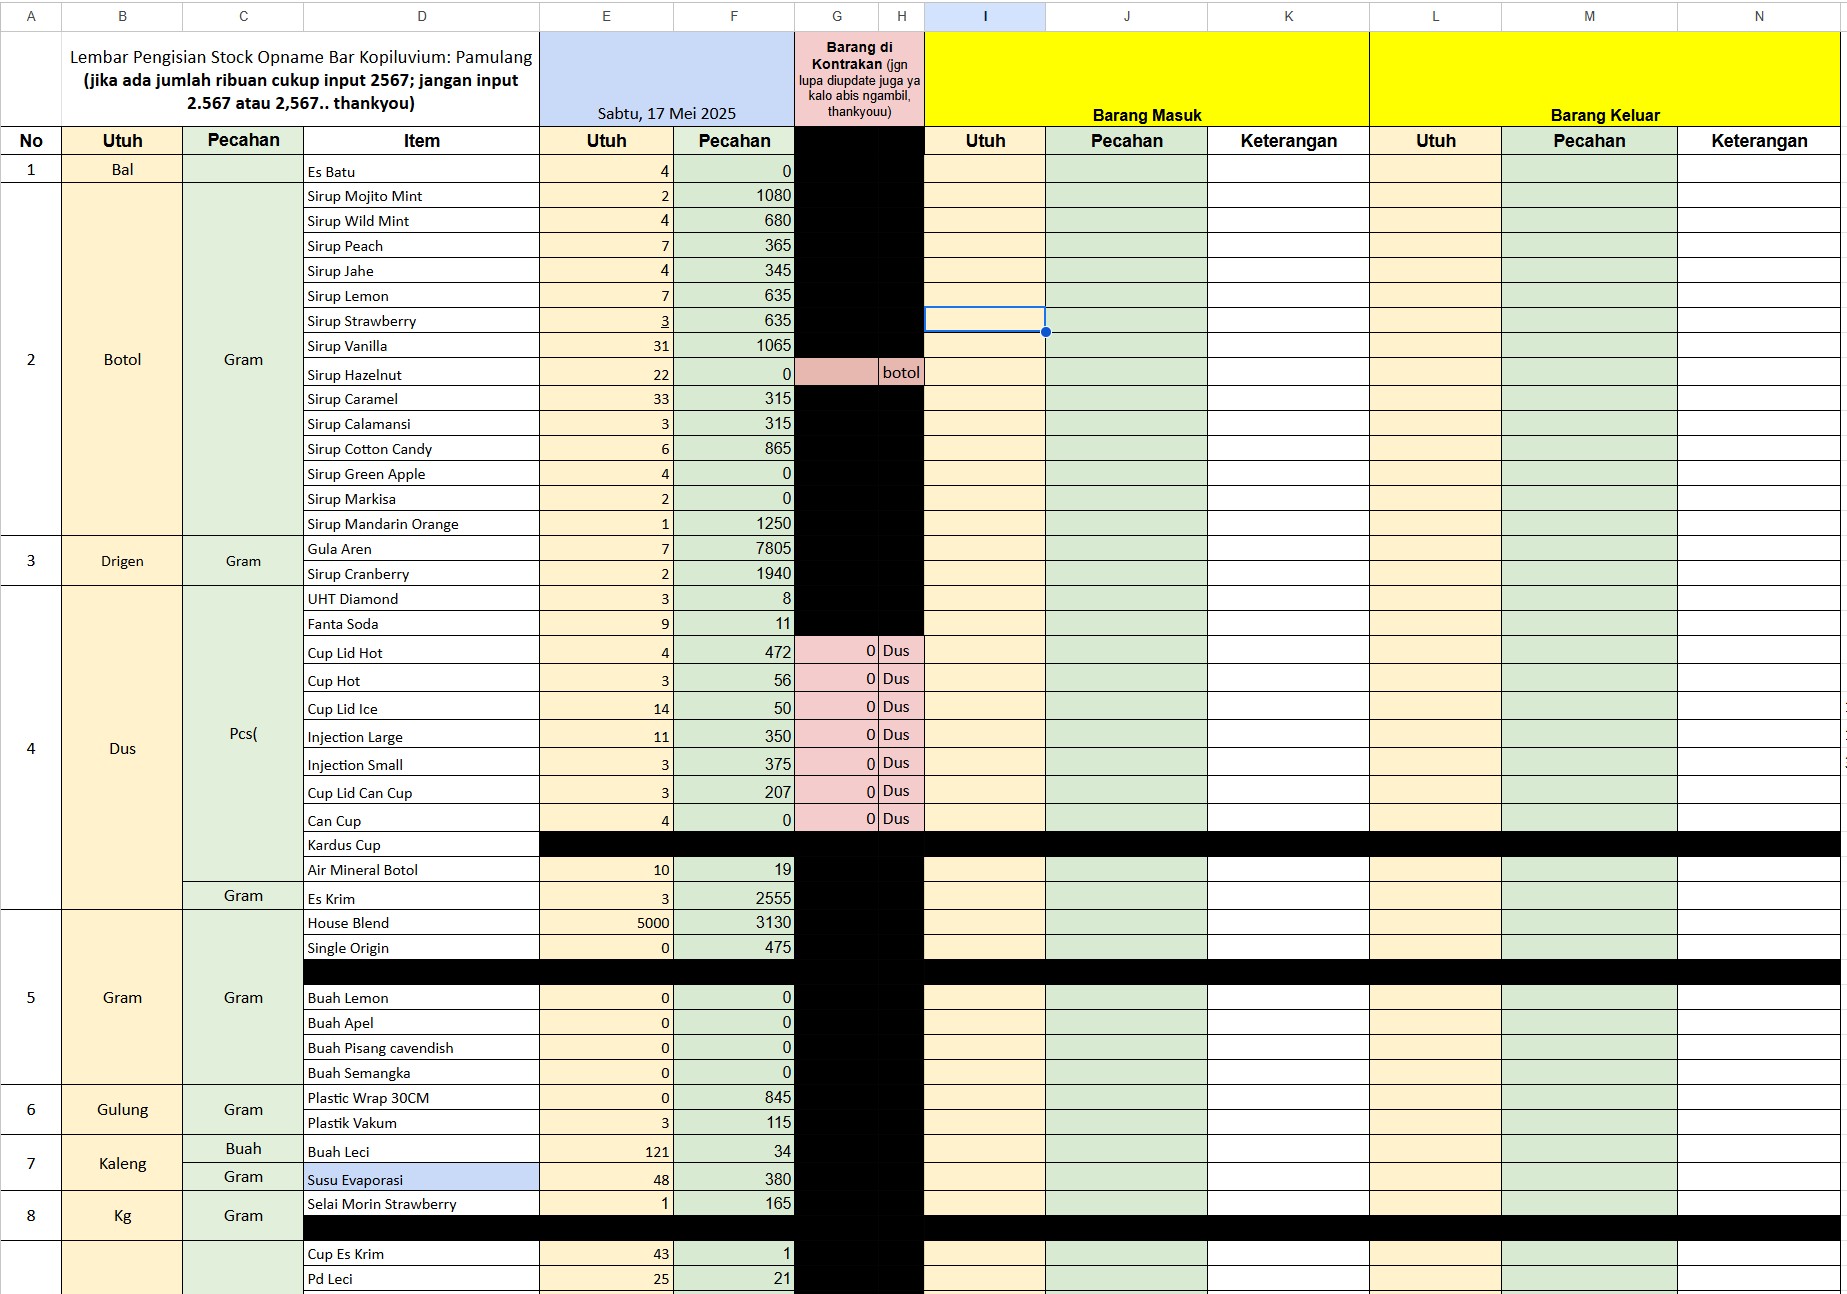 A B C D E F G H I J K L M N
Lembar Pengisian Stock Opname Bar Kopiluvium: Pamulang
(jika ada jumlah ribuan cukup input 2567; jangan input
2.567 atau 2,567.. thankyou)
Sabtu, 17 Mei 2025
Barang di
Kontrakan (jgn
lupa diupdate juga ya
kalo abis ngambil,
thankyouu)
Barang Masuk
Barang Keluar
No Utuh Pecahan Item Utuh Pecahan Utuh Pecahan Keterangan Utuh Pecahan Keterangan
1 Bal Es Batu 4 0
Sirup Mojito Mint 2 1080
Sirup Wild Mint 4 680
Sirup Peach 7 365
Sirup Jahe 4 345
Sirup Lemon 7 635
Sirup Strawberry 3 635
Sirup Vanilla 31 1065
2 Botol Gram
Sirup Hazelnut 22 0 botol
Sirup Caramel 33 315
Sirup Calamansi 3 315
Sirup Cotton Candy 6 865
Sirup Green Apple 4 0
Sirup Markisa 2 0
Sirup Mandarin Orange 1 1250
3 Drigen Gram
Gula Aren 7 7805
Sirup Cranberry 2 1940
UHT Diamond 3 8
Fanta Soda 9 11
Cup Lid Hot 4 472 0 Dus
Cup Hot 3 56 0 Dus
Cup Lid Ice 14 50 0 Dus
Injection Large 11 350 0 Dus
4 Dus Pcs(
Injection Small 3 375 0 Dus
Cup Lid Can Cup 3 207 0 Dus
Can Cup 4 0 0 Dus
Kardus Cup
Air Mineral Botol 10 19
Gram Es Krim 3 2555
House Blend 5000 3130
Single Origin 0 475
5 Gram Gram Buah Lemon 0 0
Buah Apel 0 0
Buah Pisang cavendish 0 0
Buah Semangka 0 0
6 Gulung Gram
Plastic Wrap 30CM 0 845
Plastik Vakum 3 115
7 Kaleng
Buah Buah Leci 121 34
Gram Susu Evaporasi 48 380
8 Kg Gram
Selai Morin Strawberry 1 165
Cup Es Krim 43 1
Pd Leci 25 21